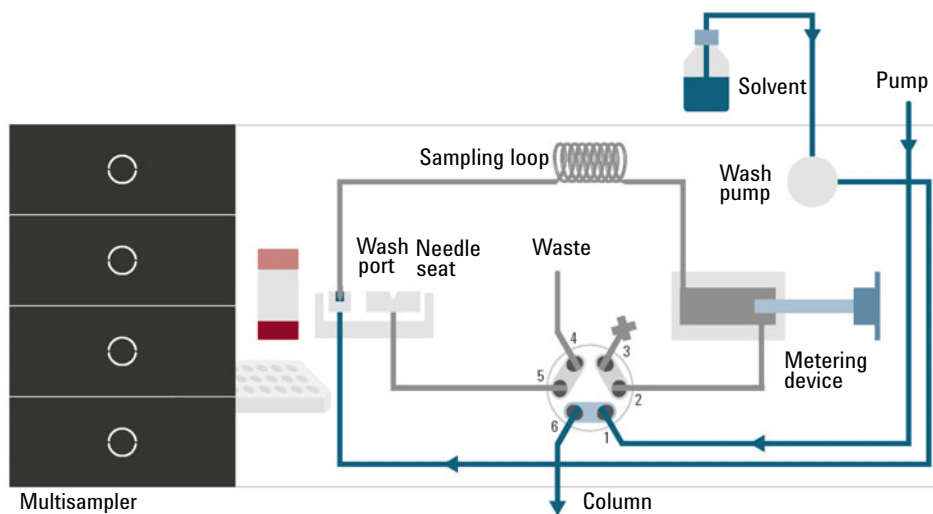 Solvent
Pump
Sampling loop
Wash
pump
Wash
port
Needle
seat
Waste
4
3
5
2
6
1
Metering
device
Multisampler
Column